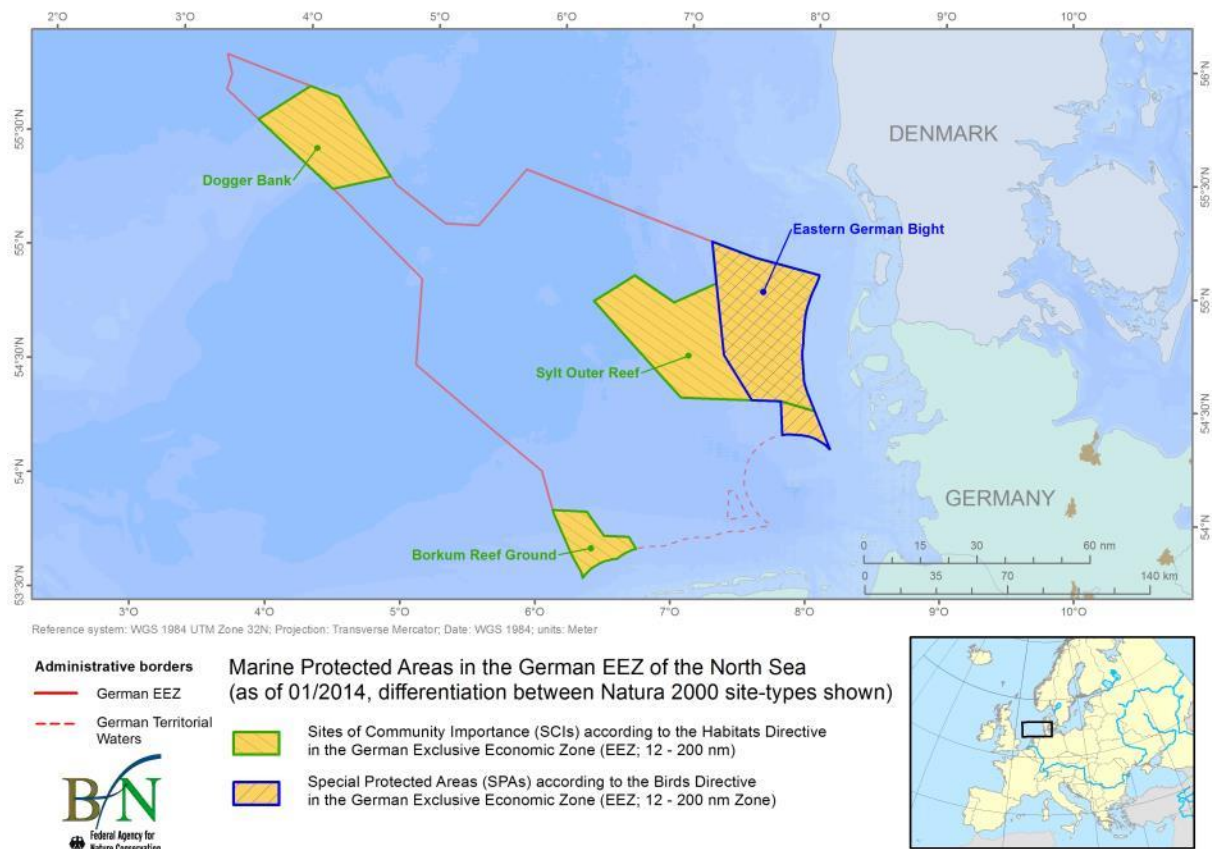 2°O 3°O 4°O 5°O 6°O 7°O 8°O 9°O 10°O 11°O
56°N
55°30'N
55°30'N
55°N
55°N
54°30'N
54°30'N
54°N
54°N
53°30'N
DENMARK
Dogger Bank
Eastern German Bight
Sylt Outer Reef
GERMANY
Borkum Reef Ground
0 15 30 60 nm
0 35 70 140 km
3°O 4°O 5°O 6°O 7°O 8°O 9°O 10°O
Reference system: WGS 1984 UTM Zone 32N; Projection: Transverse Mercator; Date: WGS 1984; units: Meter
Administrative borders
German EEZ
German Territorial
Waters
BfN
Federal Agency for
Nature Conservation
Marine Protected Areas in the German EEZ of the North Sea
(as of 01/2014, differentiation between Natura 2000 site-types shown)
Sites of Community Importance (SCIs) according to the Habitats Directive
in the German Exclusive Economic Zone (EEZ; 12 - 200 nm)
Special Protected Areas (SPAs) according to the Birds Directive
in the German Exclusive Economic Zone (EEZ; 12 - 200 nm Zone)